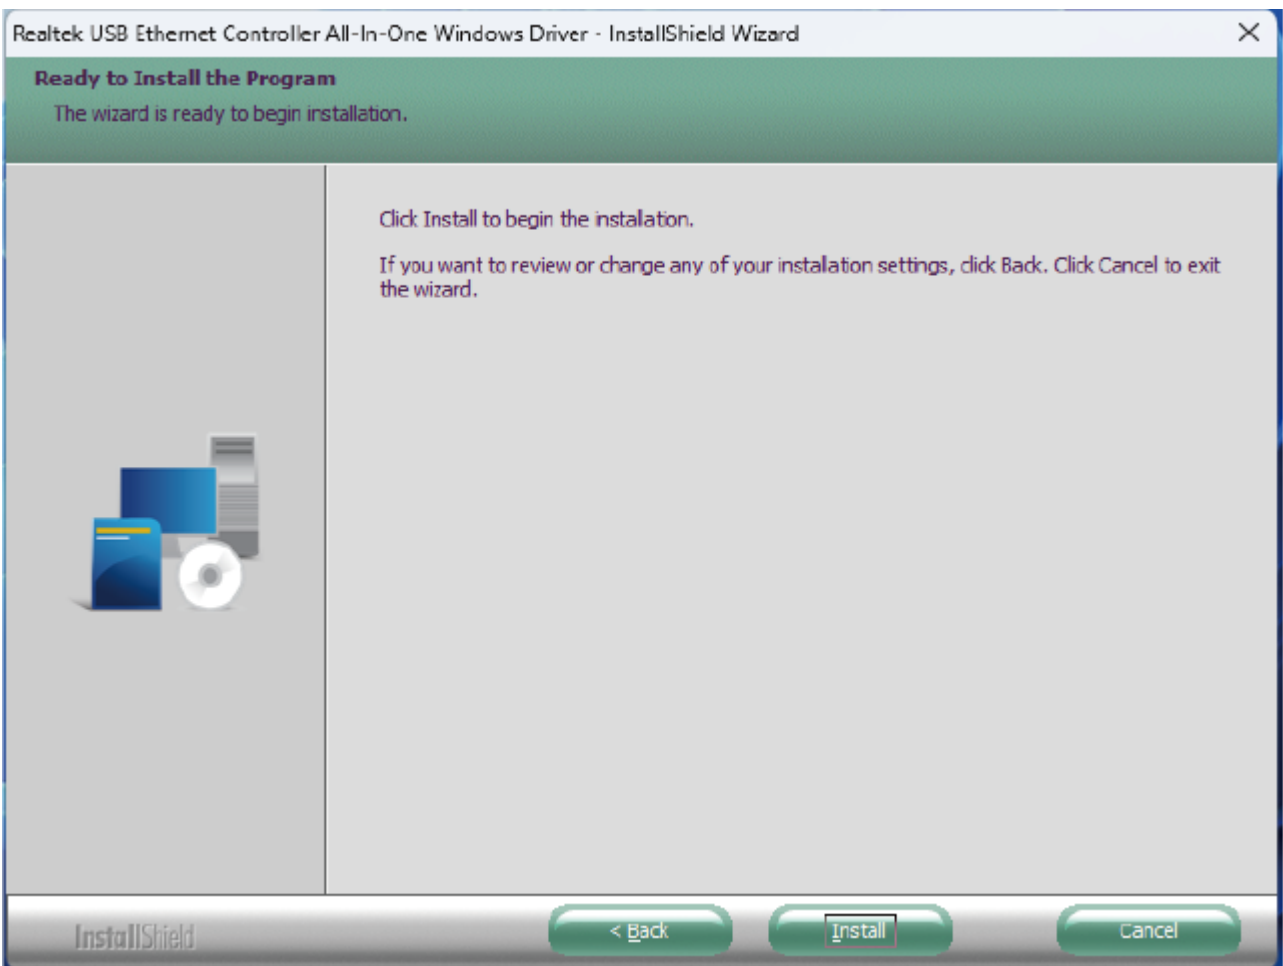 Realtek USB Ethernet Controller All-In-One Windows Driver - InstallShield Wizard
Ready to Install the Program
The wizard is ready to begin installation.
Click Install to begin the installation.
If you want to review or change any of your installation settings, click Back. Click Cancel to exit
the wizard.
InstallShield
< Back
Install
Cancel